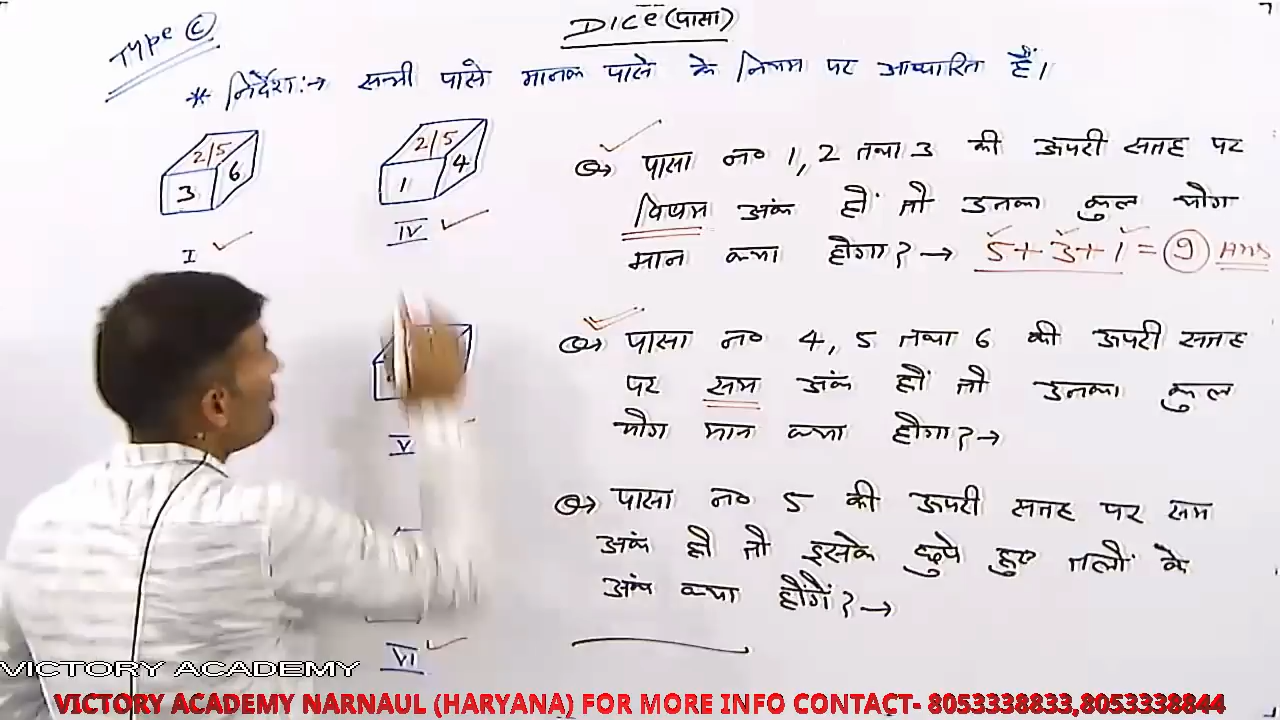 DICE (पासा)
Type ©
* निर्देश:→ सभी पासे मानक पासे के नियम पर आधारित हैं।
2/5
3
6
I
2/5
1
4
IV
Q→ पासा न० 1, 2 तथा 3 की ऊपरी सतह पर
विषम अंक हों तो उनका कुल योग
मान क्या होगा? → 5+3+1 = 9 Ans
Q→ पासा न० 4, 5 तथा 6 की ऊपरी सतह
पर सम अंक हों तो उनका कुल
योग मान क्या होगा? →
V
Q→ पासा न० 5 की ऊपरी सतह पर सम
अंक हो तो इसके छुपे हुए तलों के
अंक क्या होंगें? →
VI
VICTORY ACADEMY
VICTORY ACADEMY NARNAUL (HARYANA) FOR MORE INFO CONTACT- 8053338833,8053338844